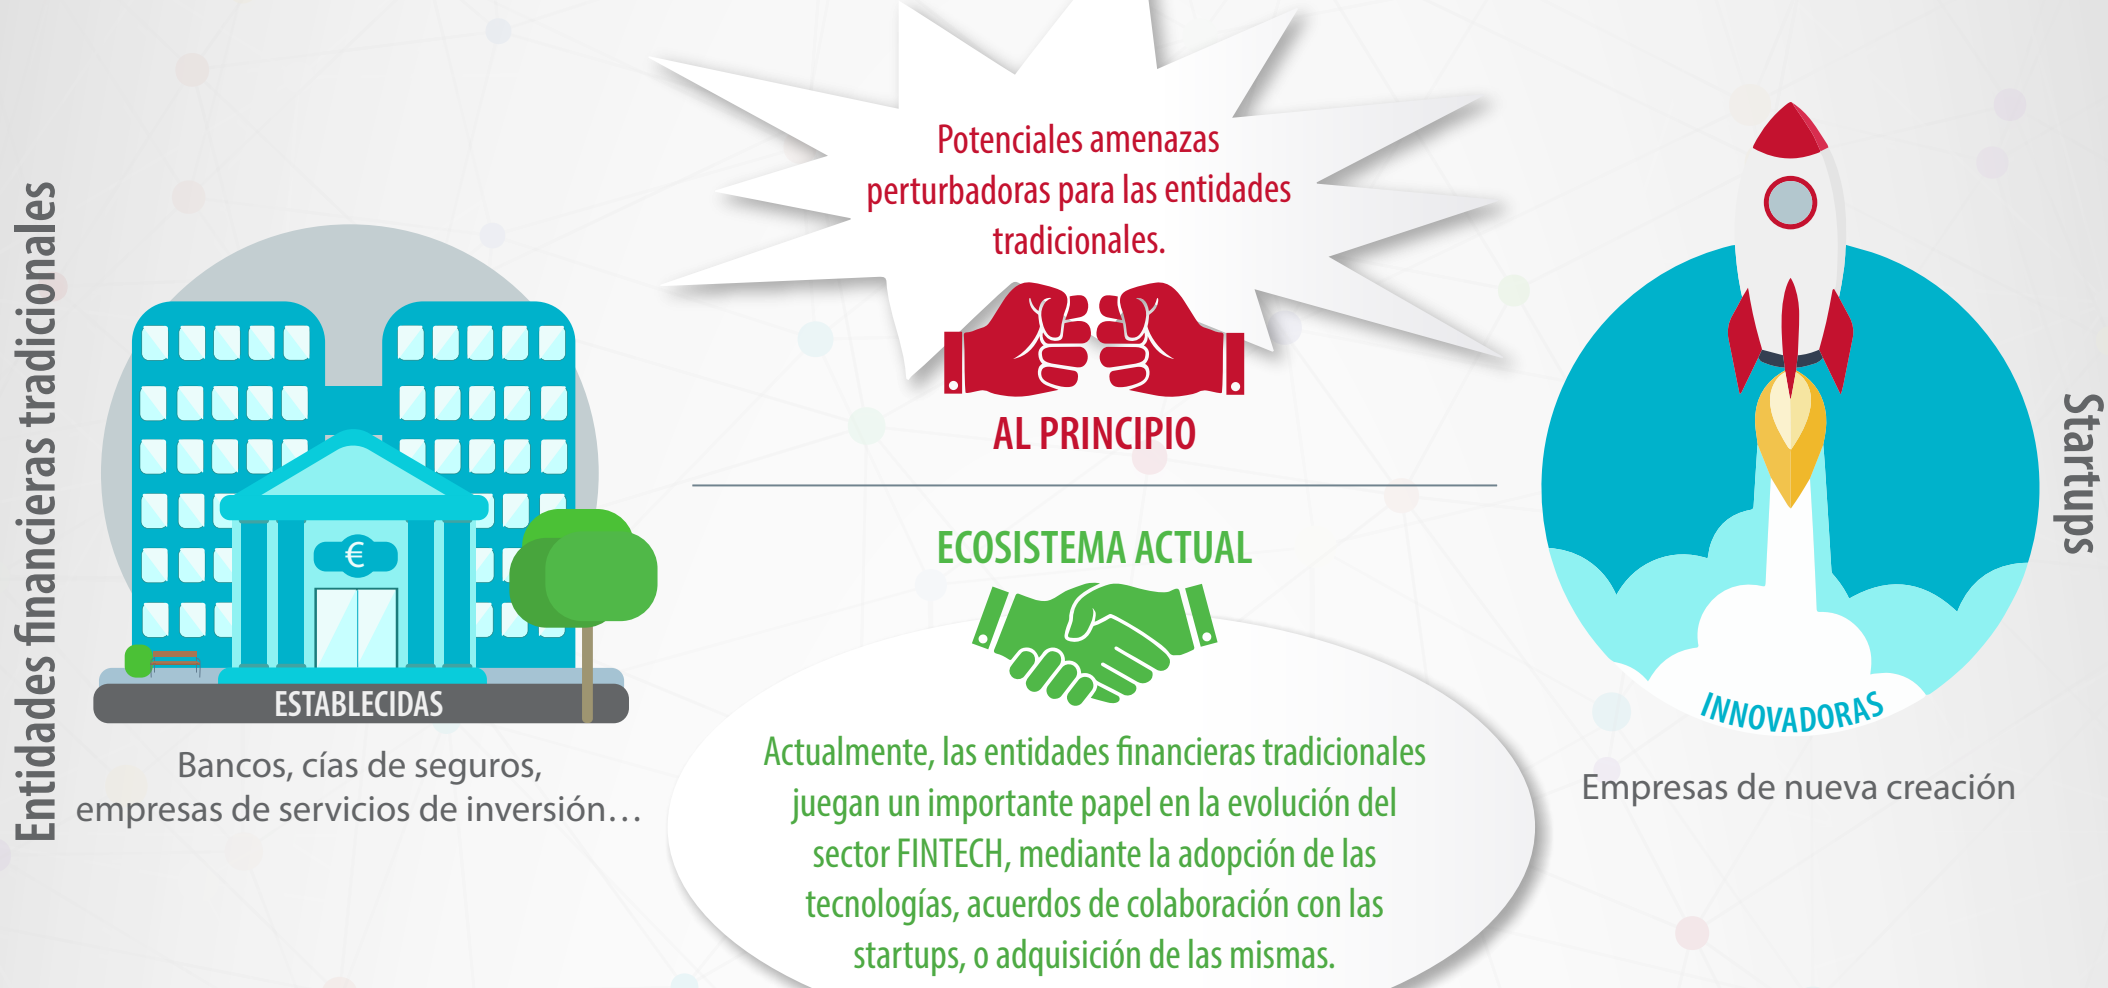 Entidades financieras tradicionales
€
ESTABLECIDAS
Bancos, cías de seguros,
empresas de servicios de inversión…
Potenciales amenazas
perturbadoras para las entidades
tradicionales.
AL PRINCIPIO
ECOSISTEMA ACTUAL
Actualmente, las entidades financieras tradicionales
juegan un importante papel en la evolución del
sector FINTECH, mediante la adopción de las
tecnologías, acuerdos de colaboración con las
startups, o adquisición de las mismas.
INNOVADORAS
Empresas de nueva creación
Startups